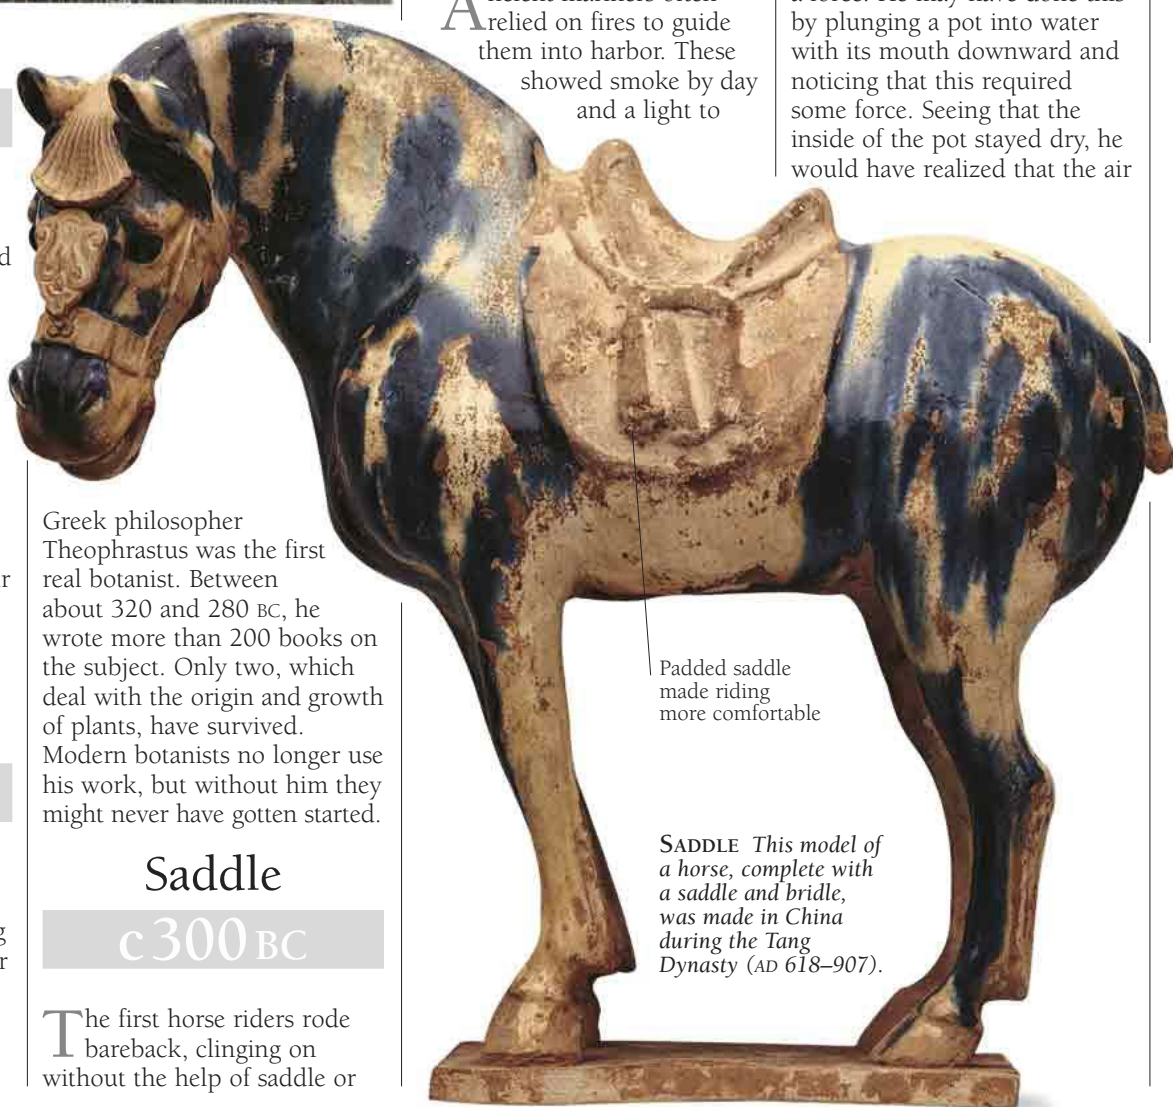 relied on fires to guide
them into harbor. These
showed smoke by day
and a light to
by plunging a pot into water
with its mouth downward and
noticing that this required
some force. Seeing that the
inside of the pot stayed dry, he
would have realized that the air
Greek philosopher
Theophrastus was the first
real botanist. Between
about 320 and 280 BC, he
wrote more than 200 books on
the subject. Only two, which
deal with the origin and growth
of plants, have survived.
Modern botanists no longer use
his work, but without him they
might never have gotten started.
Saddle
c 300 BC
The first horse riders rode
bareback, clinging on
without the help of saddle or
Padded saddle
made riding
more comfortable
SADDLE This model of
a horse, complete with
a saddle and bridle,
was made in China
during the Tang
Dynasty (AD 618–907).